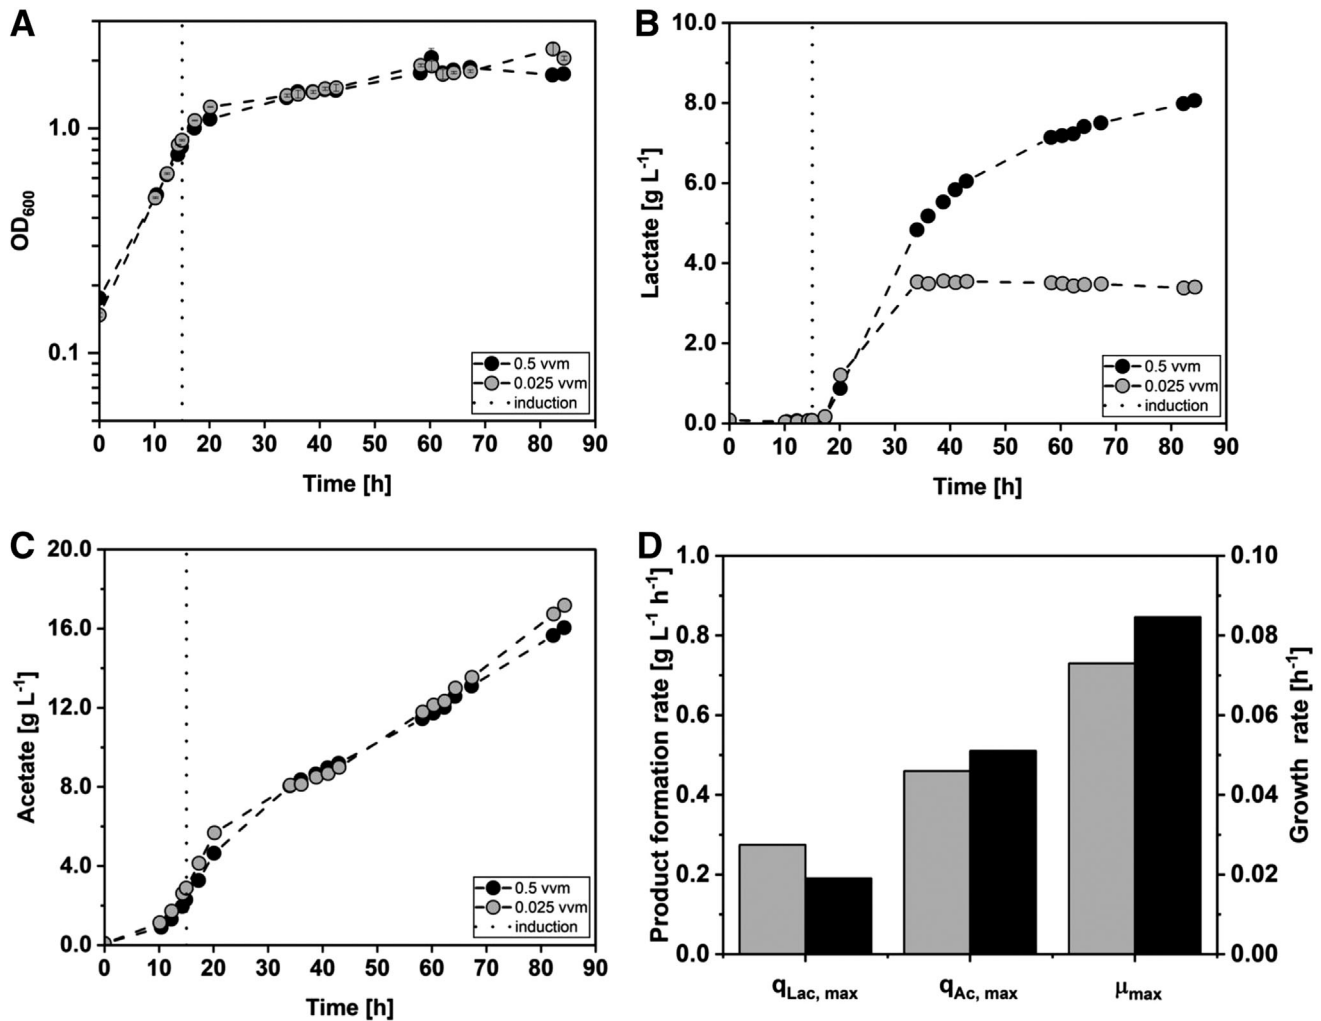 A
OD600
1.0
0.1
0 10 20 30 40 50 60 70 80 90
Time [h]
0.5 vvm
0.025 vvm
induction
B
Lactate [g L-1]
10.0
8.0
6.0
4.0
2.0
0.0
0 10 20 30 40 50 60 70 80 90
Time [h]
0.5 vvm
0.025 vvm
induction
C
Acetate [g L-1]
20.0
16.0
12.0
8.0
4.0
0.0
0 10 20 30 40 50 60 70 80 90
Time [h]
0.5 vvm
0.025 vvm
induction
D
Product formation rate [g L-1 h-1]
1.0
0.8
0.6
0.4
0.2
0.0
qLac, max qAc, max μmax
0.10
0.08
0.06
0.04
0.02
0.00
Growth rate [h-1]